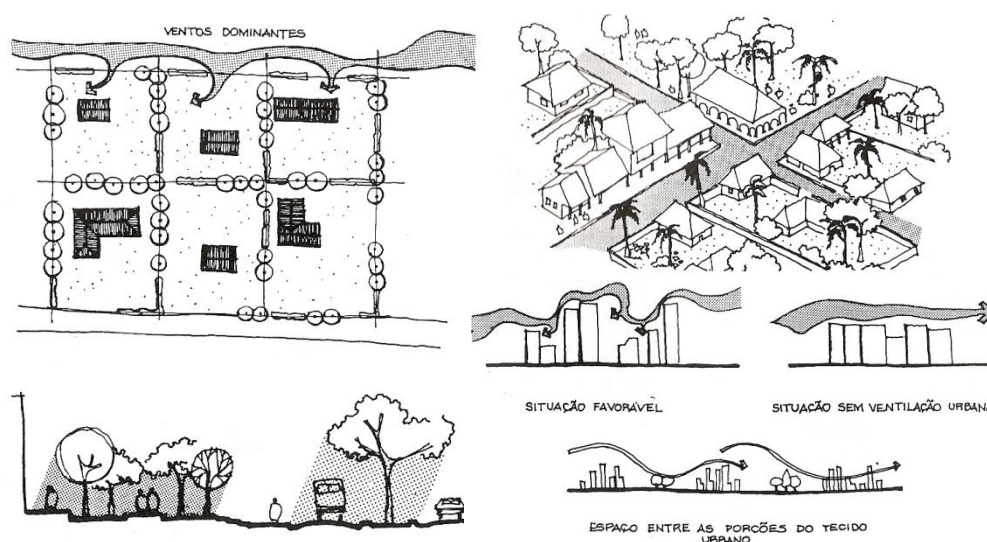 VENTOS DOMINANTES
SITUAÇÃO FAVORÁVEL
SITUAÇÃO SEM VENTILAÇÃO URBANA
ESPAÇO ENTRE AS PORÇÕES DO TECIDO
URBANO